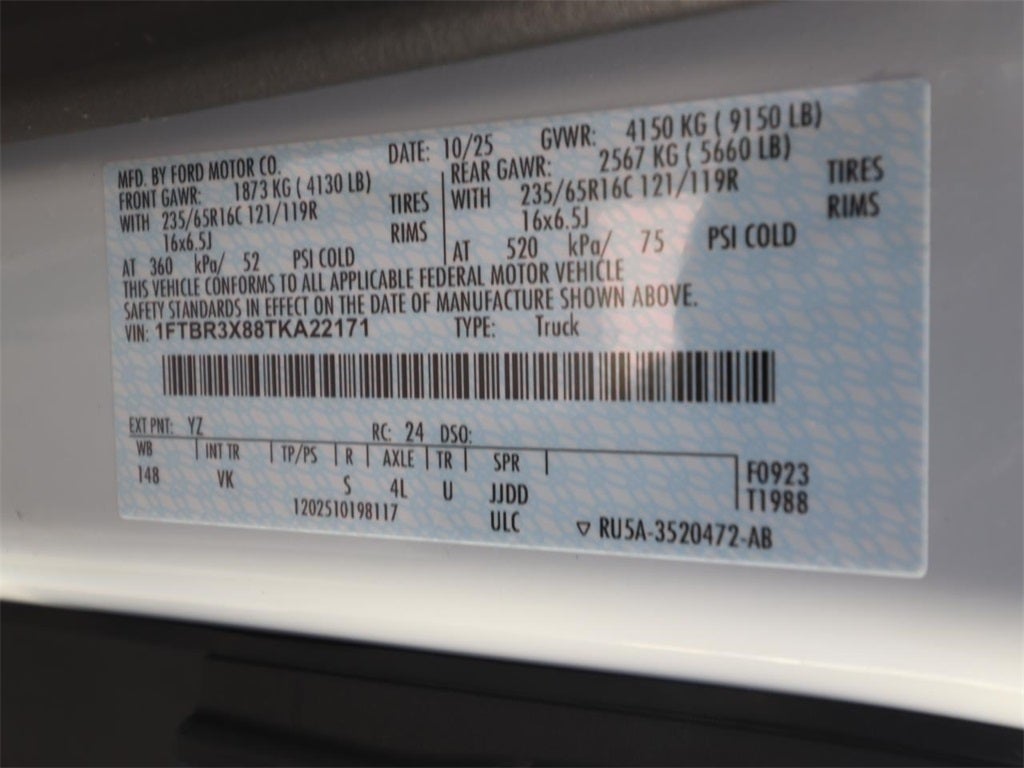 MFD. BY FORD MOTOR CO. DATE: 10/25 GVWR: 4150 KG ( 9150 LB)
FRONT GAWR: 1873 KG ( 4130 LB) REAR GAWR: 2567 KG ( 5660 LB)
WITH 235/65R16C 121/119R TIRES WITH 235/65R16C 121/119R TIRES
16x6.5J RIMS 16x6.5J RIMS
AT 360 kPa/ 52 PSI COLD AT 520 kPa/ 75 PSI COLD
THIS VEHICLE CONFORMS TO ALL APPLICABLE FEDERAL MOTOR VEHICLE
SAFETY STANDARDS IN EFFECT ON THE DATE OF MANUFACTURE SHOWN ABOVE.
VIN: 1FTBR3X88TKA22171 TYPE: Truck
EXT PNT: YZ RC: 24 DSO:
WB INT TR TP/PS R AXLE TR SPR
148 VK S 4L U JJDD F0923
T1988
1202510198117 ULC ▽ RU5A-3520472-AB